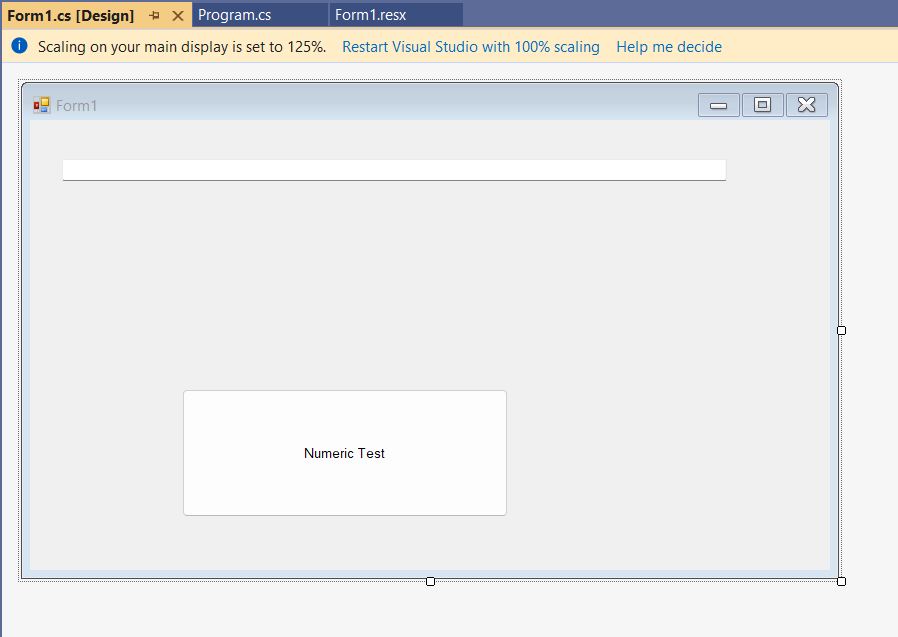 Form1.cs [Design] Program.cs Form1.resx
Scaling on your main display is set to 125%. Restart Visual Studio with 100% scaling Help me decide
Form1
Numeric Test